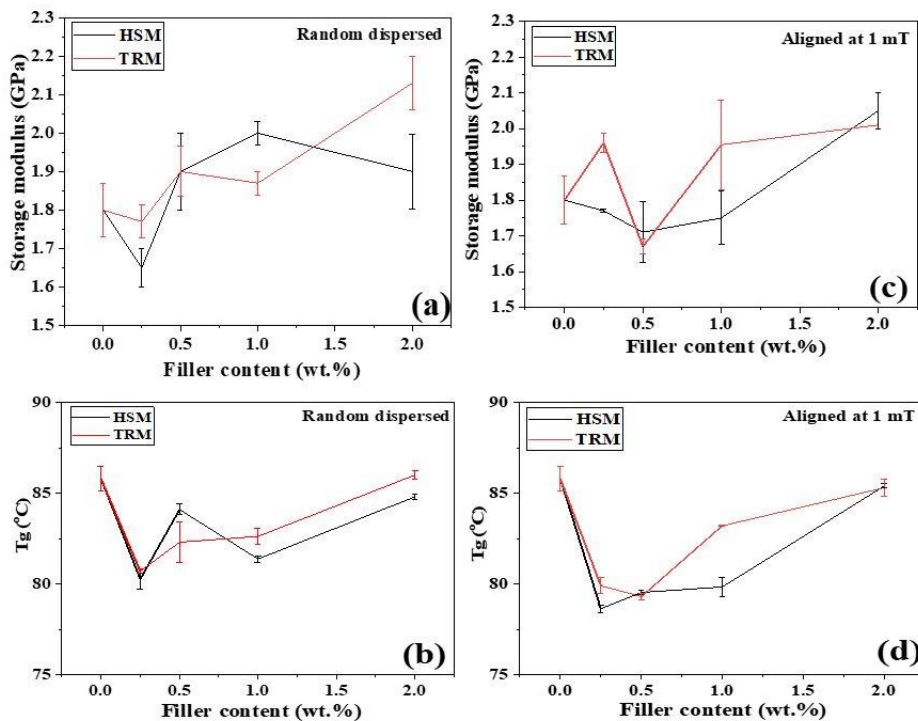 2.3
2.2
2.1
2.0
1.9
1.8
1.7
1.6
1.5
Storage modulus (GPa)
HSM
TRM
Random dispersed
(a)
0.0 0.5 1.0 1.5 2.0
Filler content (wt.%)
2.3
2.2
2.1
2.0
1.9
1.8
1.7
1.6
1.5
Storage modulus (GPa)
HSM
TRM
Aligned at 1 mT
(c)
0.0 0.5 1.0 1.5 2.0
Filler content (wt.%)
90
85
80
75
Tg (°C)
HSM
TRM
Random dispersed
(b)
0.0 0.5 1.0 1.5 2.0
Filler content (wt.%)
90
85
80
75
Tg (°C)
HSM
TRM
Aligned at 1 mT
(d)
0.0 0.5 1.0 1.5 2.0
Filler content (wt.%)